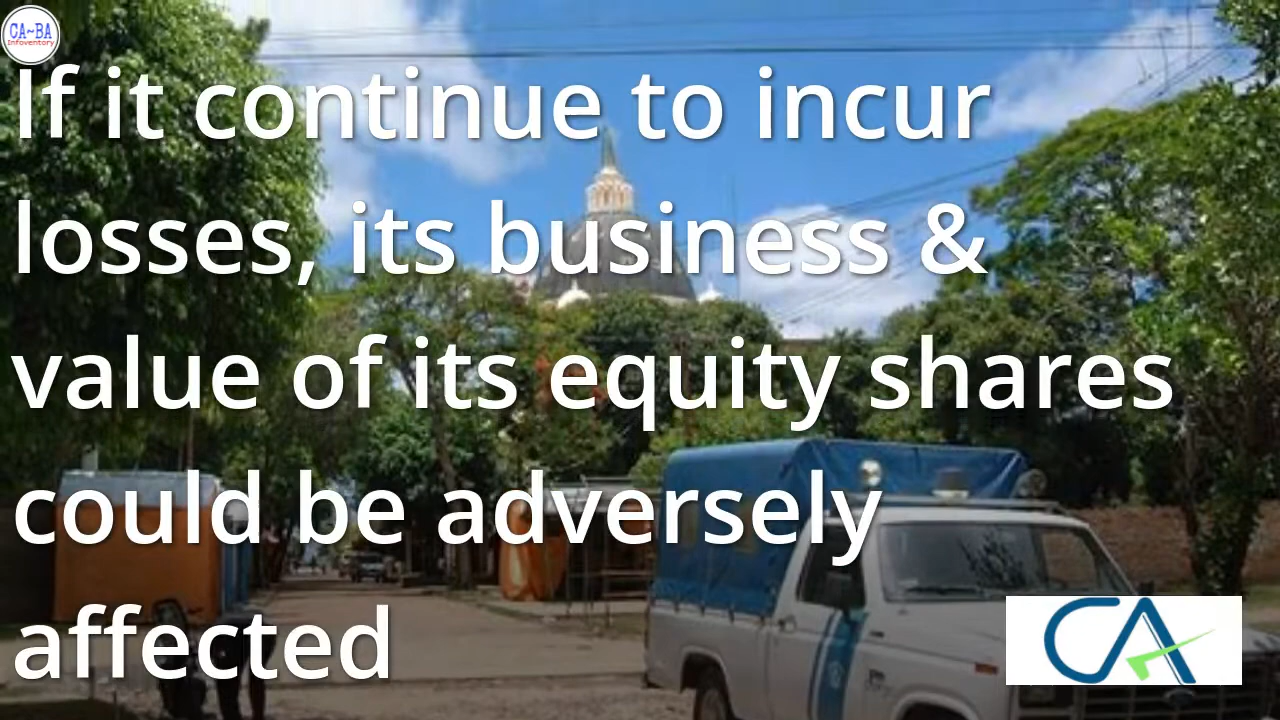 CA~BA
Infoventory
If it continue to incur
losses, its business &
value of its equity shares
could be adversely
affected
CA